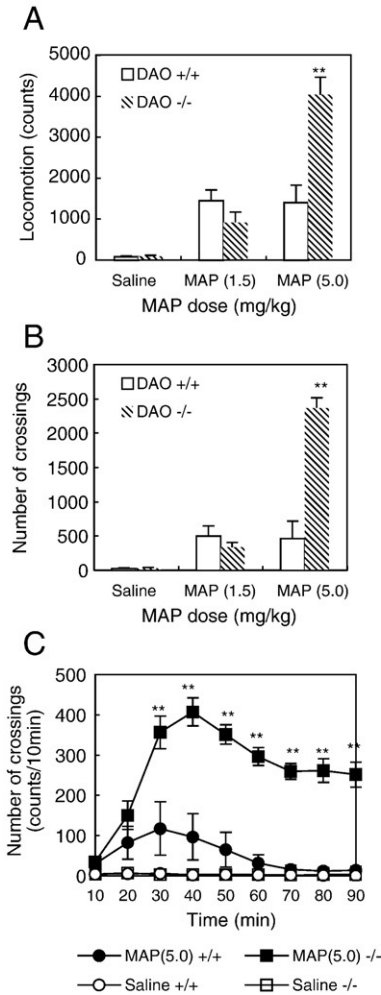 A
5000
4000
3000
2000
1000
0
Locomotion (counts)
DAO +/+
DAO -/-
**
Saline MAP (1.5) MAP (5.0)
MAP dose (mg/kg)
B
3000
2500
2000
1500
1000
500
0
Number of crossings
DAO +/+
DAO -/-
**
Saline MAP (1.5) MAP (5.0)
MAP dose (mg/kg)
C
500
400
300
200
100
0
Number of crossings
(counts/10min)
** ** ** ** ** ** **
10 20 30 40 50 60 70 80 90
Time (min)
MAP(5.0) +/+ MAP(5.0) -/-
Saline +/+ Saline -/-